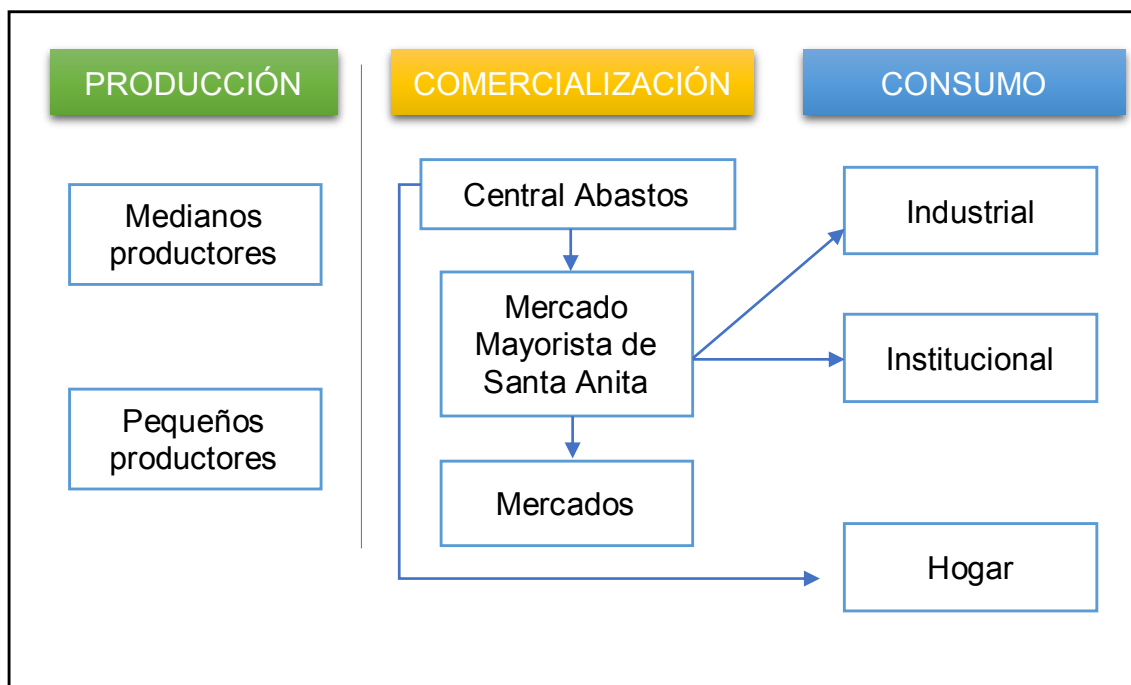 PRODUCCIÓN
COMERCIALIZACIÓN
CONSUMO
Medianos
productores
Pequeños
productores
Central Abastos
Mercado
Mayorista de
Santa Anita
Mercados
Industrial
Institucional
Hogar